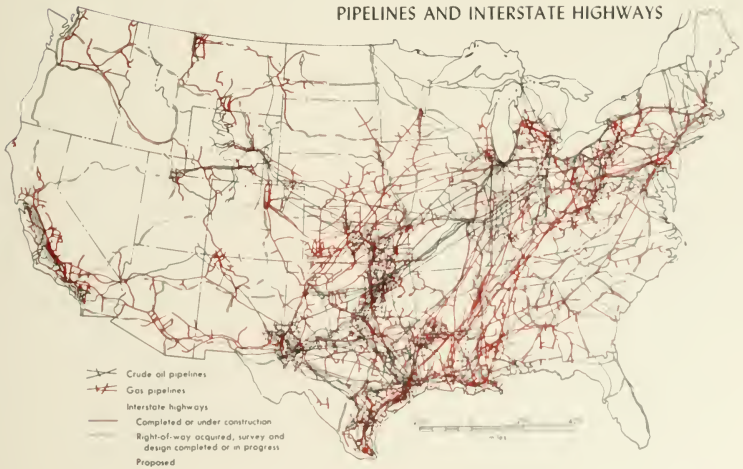 PIPELINES AND INTERSTATE HIGHWAYS
Crude oil pipelines
Gas pipelines
Interstate highways
Completed or under construction
Right-of-way acquired, survey and
design completed or in progress
Proposed